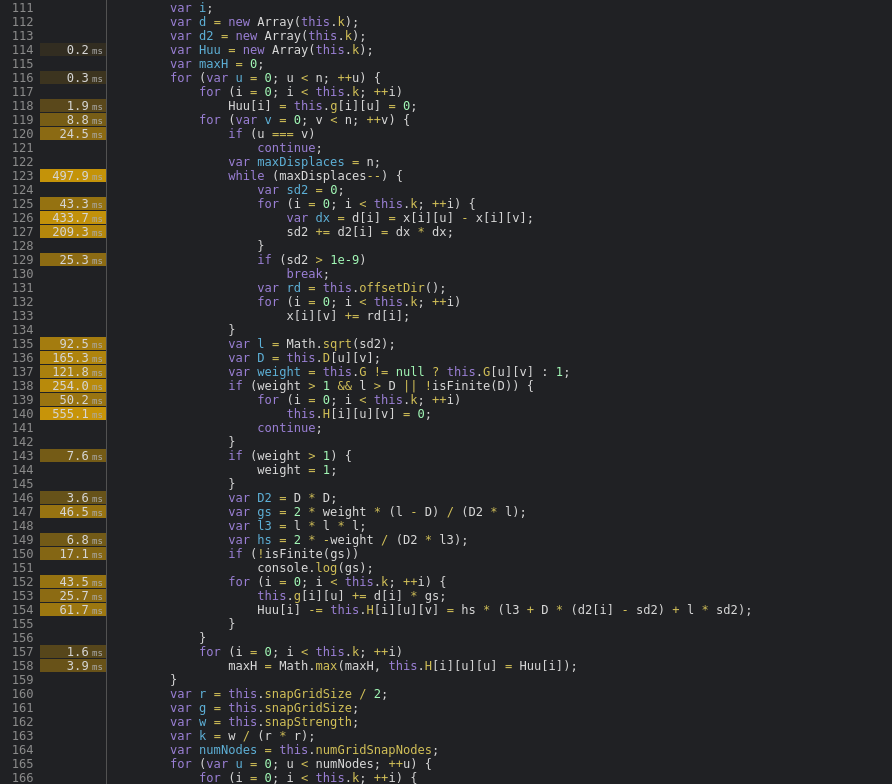 111 var i;
112 var d = new Array(this.k);
113 var d2 = new Array(this.k);
114 0.2 ms var Huu = new Array(this.k);
115 var maxH = 0;
116 0.3 ms for (var u = 0; u < n; ++u) {
117 for (i = 0; i < this.k; ++i)
118 1.9 ms Huu[i] = this.g[i][u] = 0;
119 8.8 ms for (var v = 0; v < n; ++v) {
120 24.5 ms if (u === v)
121 continue;
122 var maxDisplaces = n;
123 497.9 ms while (maxDisplaces--) {
124 var sd2 = 0;
125 43.3 ms for (i = 0; i < this.k; ++i) {
126 433.7 ms var dx = d[i] = x[i][u] - x[i][v];
127 209.3 ms sd2 += d2[i] = dx * dx;
128 }
129 25.3 ms if (sd2 > 1e-9)
130 break;
131 var rd = this.offsetDir();
132 for (i = 0; i < this.k; ++i)
133 x[i][v] += rd[i];
134 }
135 92.5 ms var l = Math.sqrt(sd2);
136 165.3 ms var D = this.D[u][v];
137 121.8 ms var weight = this.G != null ? this.G[u][v] : 1;
138 254.0 ms if (weight > 1 && l > D || !isFinite(D)) {
139 50.2 ms for (i = 0; i < this.k; ++i)
140 555.1 ms this.H[i][u][v] = 0;
141 continue;
142 }
143 7.6 ms if (weight > 1) {
144 weight = 1;
145 }
146 3.6 ms var D2 = D * D;
147 46.5 ms var gs = 2 * weight * (l - D) / (D2 * l);
148 var l3 = l * l * l;
149 6.8 ms var hs = 2 * -weight / (D2 * l3);
150 17.1 ms if (!isFinite(gs))
151 console.log(gs);
152 43.5 ms for (i = 0; i < this.k; ++i) {
153 25.7 ms this.g[i][u] += d[i] * gs;
154 61.7 ms Huu[i] -= this.H[i][u][v] = hs * (l3 + D * (d2[i] - sd2) + l * sd2);
155 }
156 }
157 1.6 ms for (i = 0; i < this.k; ++i)
158 3.9 ms maxH = Math.max(maxH, this.H[i][u][u] = Huu[i]);
159 }
160 var r = this.snapGridSize / 2;
161 var g = this.snapGridSize;
162 var w = this.snapStrength;
163 var k = w / (r * r);
164 var numNodes = this.numGridSnapNodes;
165 for (var u = 0; u < numNodes; ++u) {
166 for (i = 0; i < this.k; ++i) {